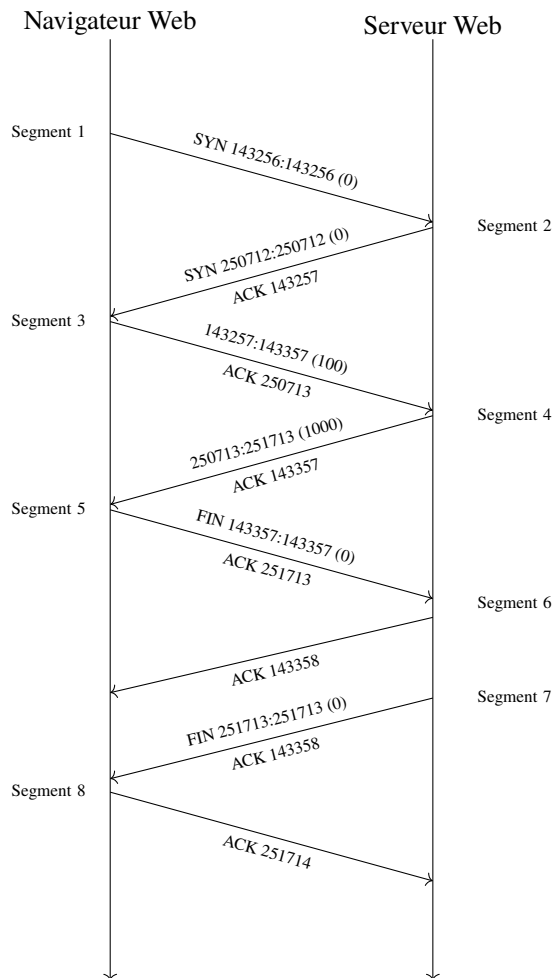 Navigateur Web
Serveur Web
Segment 1
SYN 143256:143256 (0)
Segment 2
SYN 250712:250712 (0)
ACK 143257
Segment 3
143257:143357 (100)
ACK 250713
Segment 4
250713:251713 (1000)
ACK 143357
Segment 5
FIN 143357:143357 (0)
ACK 251713
Segment 6
ACK 143358
Segment 7
FIN 251713:251713 (0)
ACK 143358
Segment 8
ACK 251714